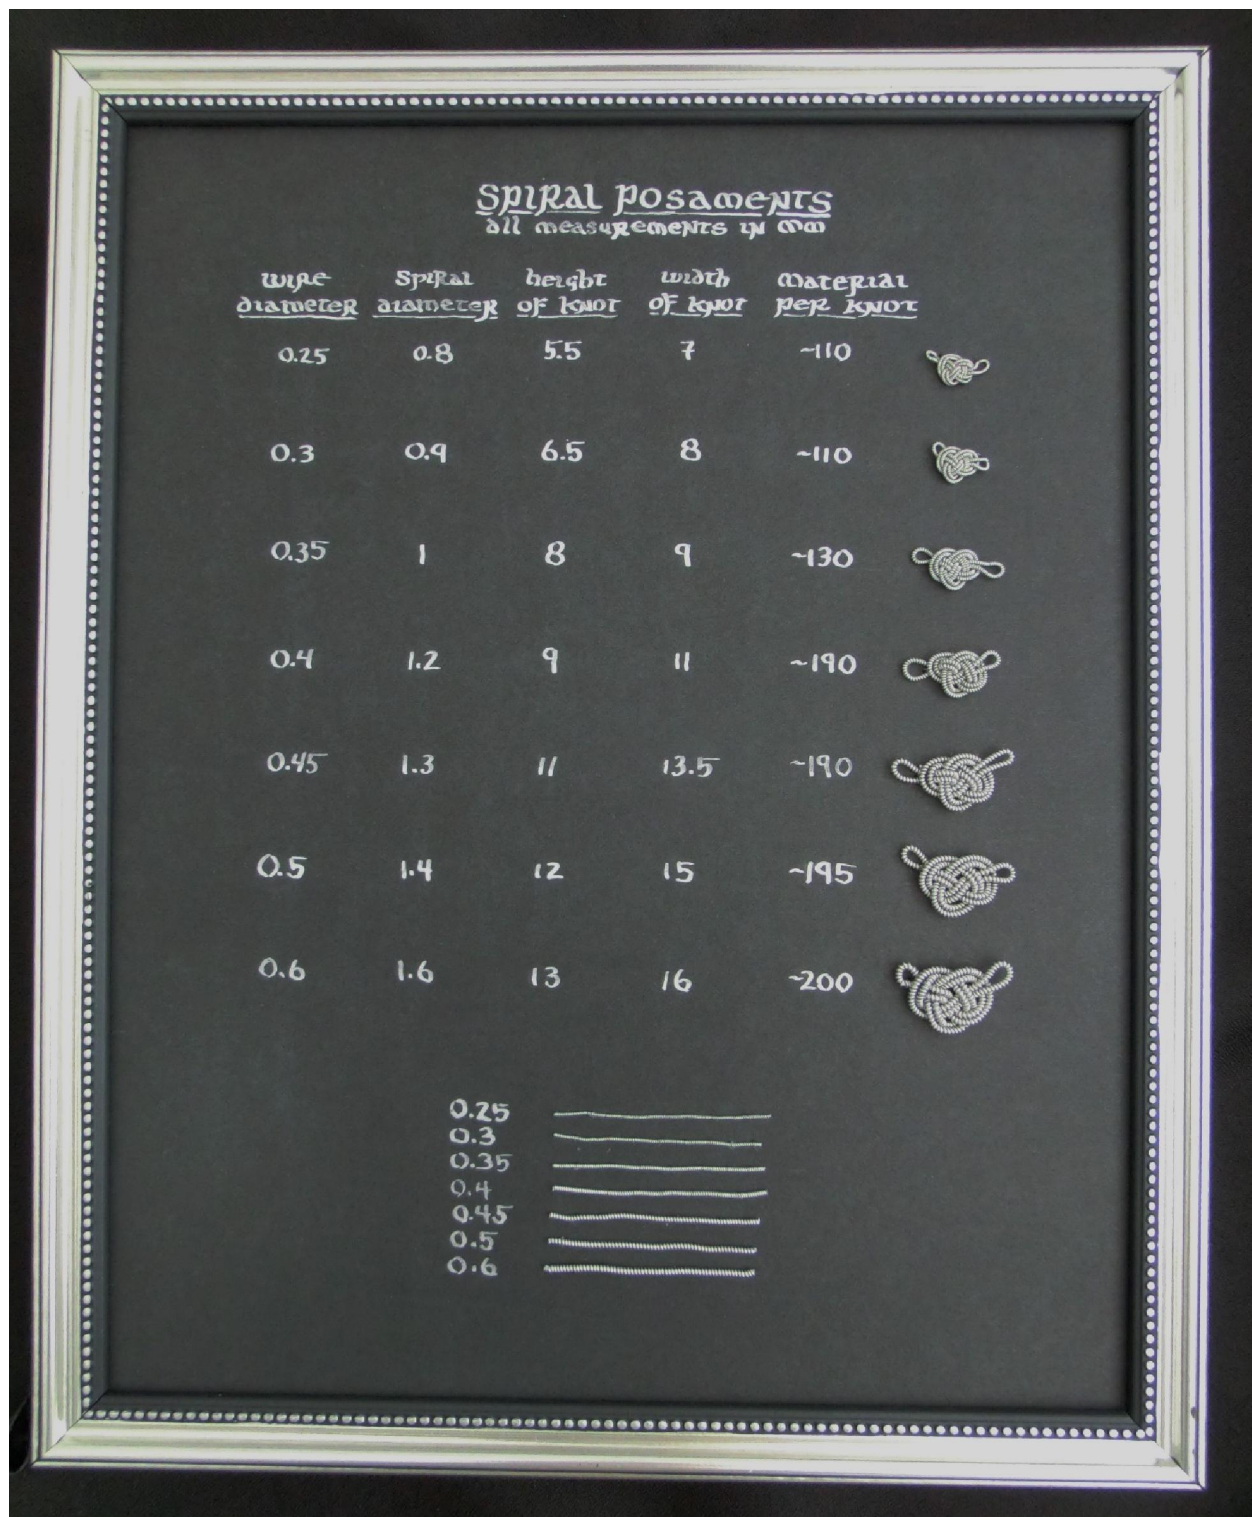 SPIRAL POSAMENTS
all measurements in mm
wire spiral height width material
diameter diameter of knot of knot per knot
0.25 0.8 5.5 7 ~110
0.3 0.9 6.5 8 ~110
0.35 1 8 9 ~130
0.4 1.2 9 11 ~190
0.45 1.3 11 13.5 ~190
0.5 1.4 12 15 ~195
0.6 1.6 13 16 ~200
0.25
0.3
0.35
0.4
0.45
0.5
0.6